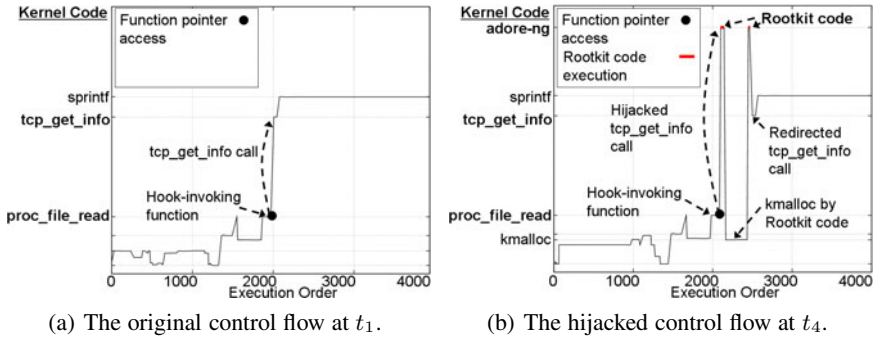 Kernel Code
Function pointer
access
sprintf
tcp_get_info
tcp_get_info call
Hook-invoking
function
proc_file_read
0
1000
2000
3000
4000
Execution Order
(a) The original control flow at t1.
Kernel Code
adore-ng
Function pointer
access
Rootkit code
execution
Rootkit code
sprintf
tcp_get_info
Hijacked
tcp_get_info
call
Redirected
tcp_get_info
call
Hook-invoking
function
proc_file_read
kmalloc by
Rootkit code
kmalloc
0
1000
2000
3000
4000
Execution Order
(b) The hijacked control flow at t4.